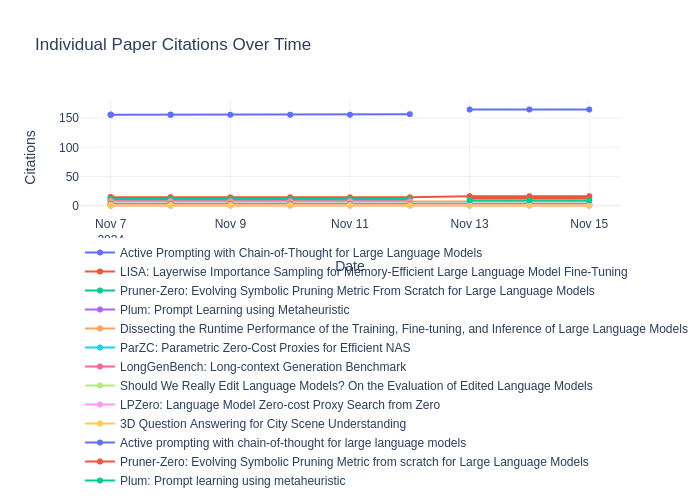 Individual Paper Citations Over Time
Citations
150
100
50
0
Nov 7
2024
Nov 9
Nov 11
Nov 13
Nov 15
Date
Active Prompting with Chain-of-Thought for Large Language Models
LISA: Layerwise Importance Sampling for Memory-Efficient Large Language Model Fine-Tuning
Pruner-Zero: Evolving Symbolic Pruning Metric From Scratch for Large Language Models
Plum: Prompt Learning using Metaheuristic
Dissecting the Runtime Performance of the Training, Fine-tuning, and Inference of Large Language Models
ParZC: Parametric Zero-Cost Proxies for Efficient NAS
LongGenBench: Long-context Generation Benchmark
Should We Really Edit Language Models? On the Evaluation of Edited Language Models
LPZero: Language Model Zero-cost Proxy Search from Zero
3D Question Answering for City Scene Understanding
Active prompting with chain-of-thought for large language models
Pruner-Zero: Evolving Symbolic Pruning Metric from scratch for Large Language Models
Plum: Prompt learning using metaheuristic